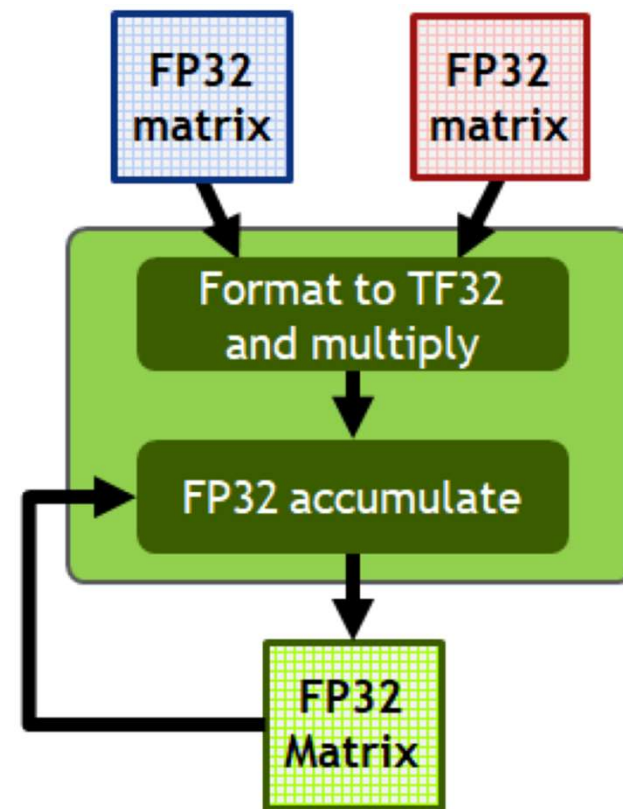 FP32
matrix
FP32
matrix
Format to TF32
and multiply
FP32 accumulate
FP32
Matrix